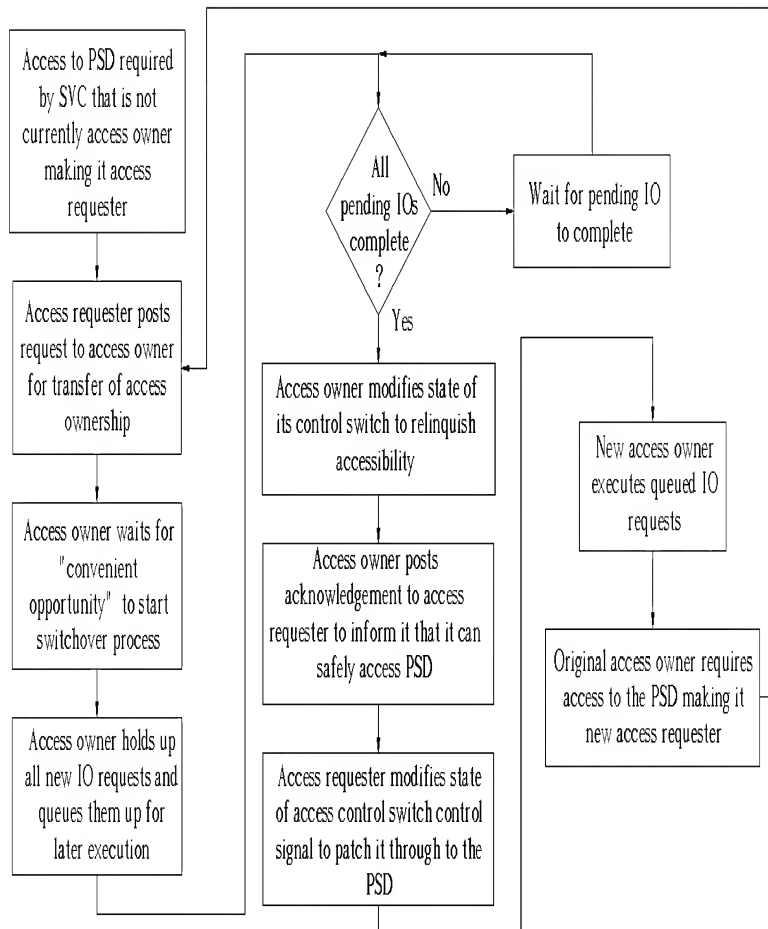 Access to PSD required
by SVC that is not
currently access owner
making it access
requester
Access requester posts
request to access owner
for transfer of access
ownership
Access owner waits for
"convenient
opportunity" to start
switchover process
Access owner holds up
all new IO requests and
queues them up for
later execution
All
pending IOs
complete
?
No
Wait for pending IO
to complete
Yes
Access owner modifies state of
its control switch to relinquish
accessibility
Access owner posts
acknowledgement to access
requester to inform it that it can
safely access PSD
Access requester modifies state
of access control switch control
signal to patch it through to the
PSD
New access owner
executes queued IO
requests
Original access owner requires
access to the PSD making it
new access requester